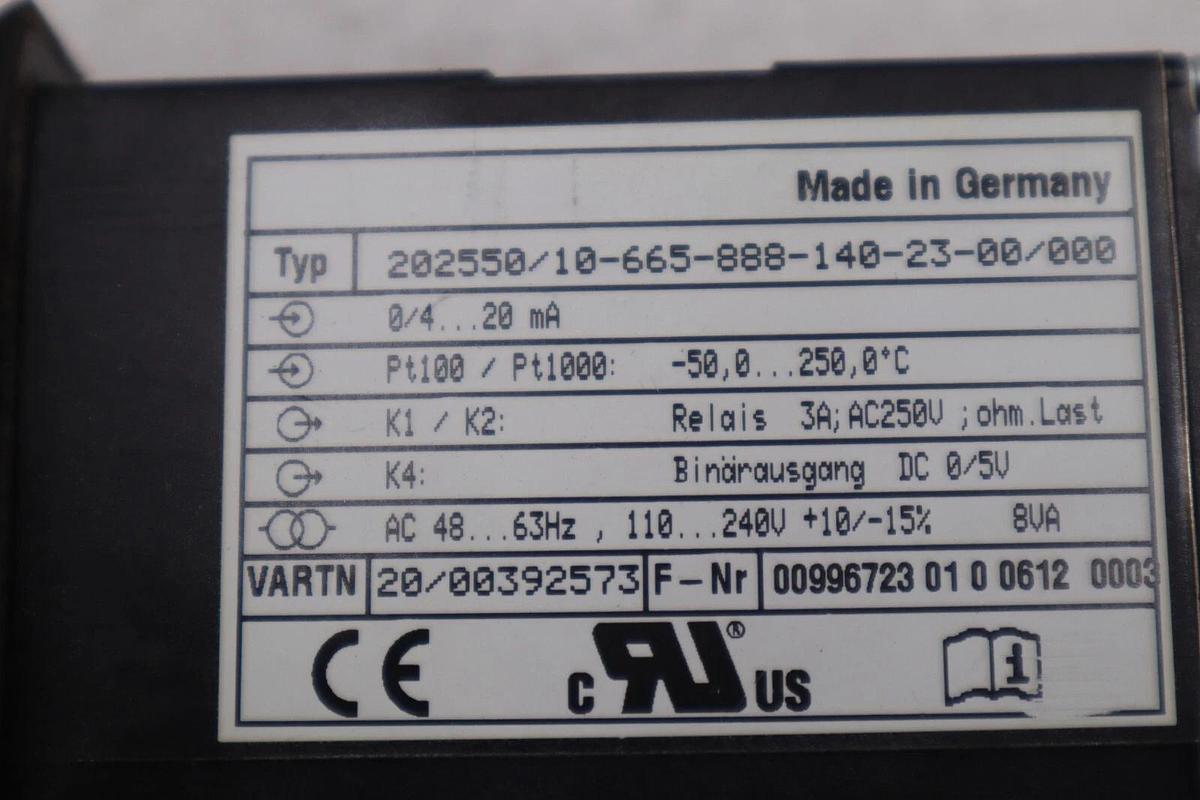 Made in Germany
Typ 202550/10-665-888-140-23-00/000
0/4...20 mA
Pt100 / Pt1000: -50,0...250,0°C
K1 / K2: Relais 3A; AC250V ; ohm.Last
K4: Binärausgang DC 0/5V
AC 48...63Hz , 110...240V +10/-15% 8VA
VARTN 20/00392573 F-Nr 00996723 01 0 0612 0003
CE c RU® US i